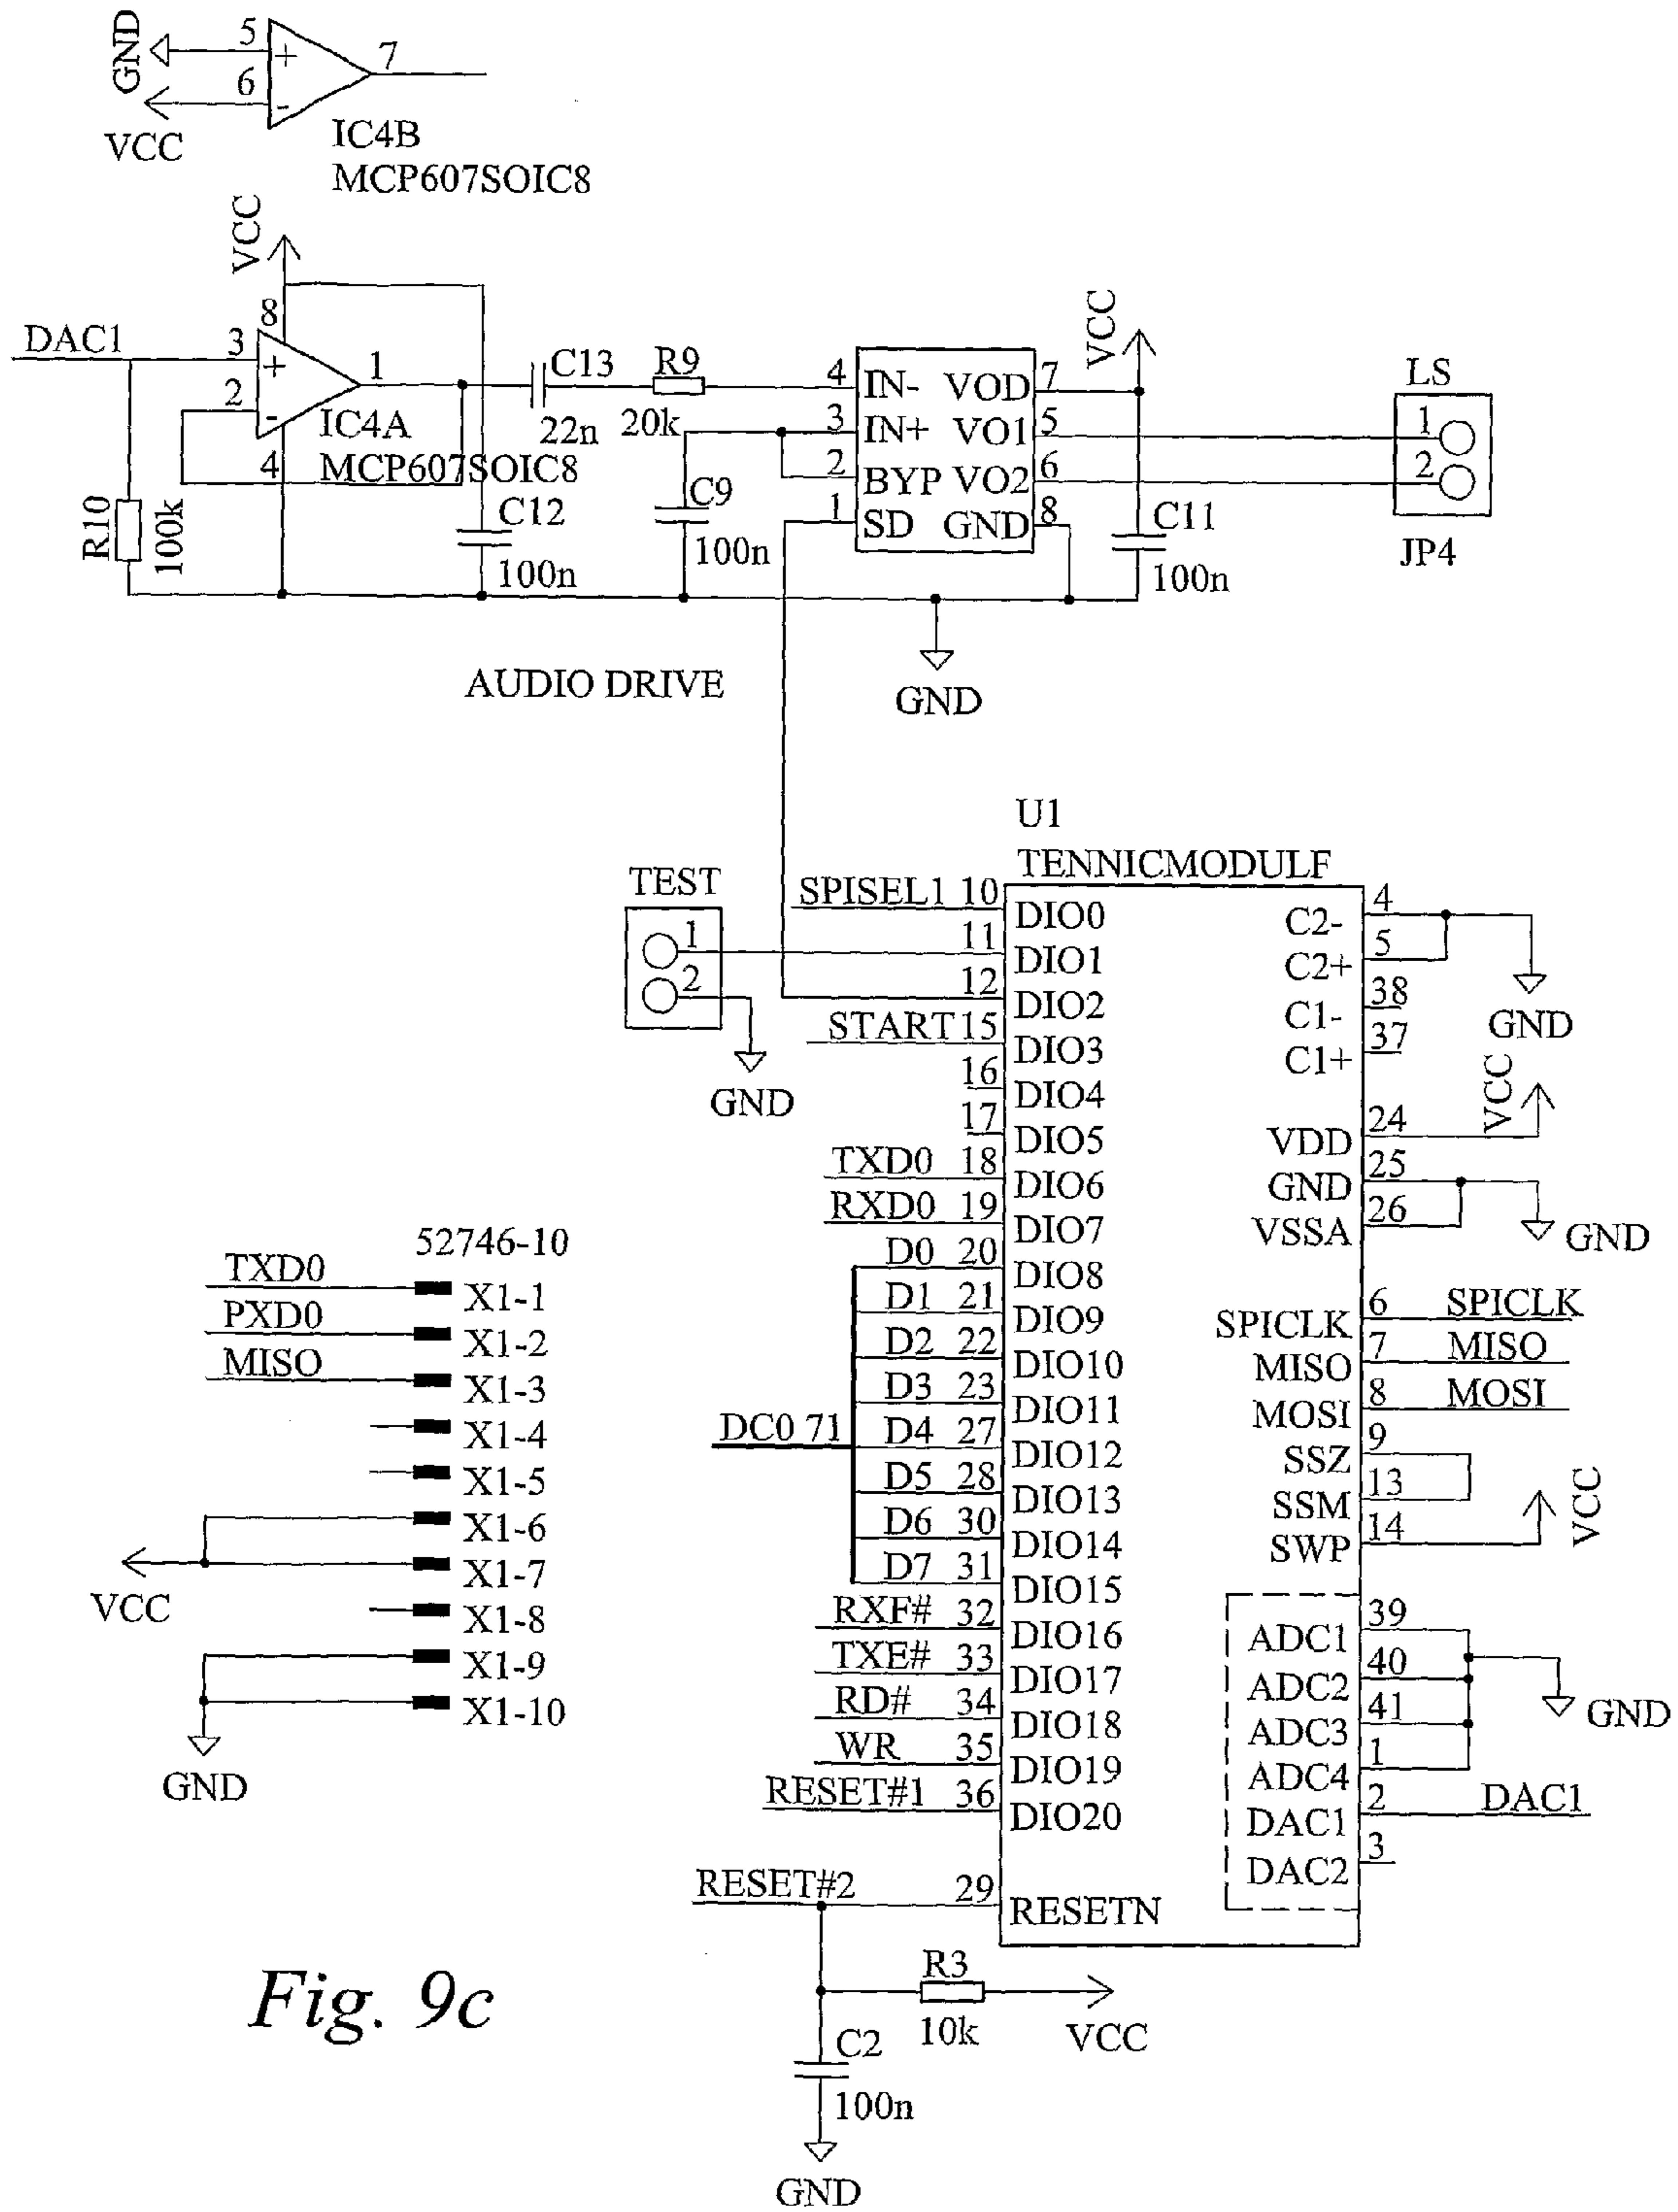 GND
5
+
6
-
7
VCC
IC4B
MCP607SOIC8
VCC
8
DAC1
3
+
1
2
-
4
IC4A
MCP607SOIC8
R10
100k
C13
22n
R9
20k
C12
100n
C9
100n
4 IN- VOD 7
3 IN+ VO1 5
2 BYP VO2 6
1 SD GND 8
VCC
C11
100n
LS
1
2
JP4
AUDIO DRIVE
GND
U1
TENNICMODULF
TEST
1
2
GND
SPISEL1 10 DIO0
11 DIO1
12 DIO2
START 15 DIO3
16 DIO4
17 DIO5
TXD0 18 DIO6
RXD0 19 DIO7
D0 20 DIO8
D1 21 DIO9
D2 22 DIO10
D3 23 DIO11
DC0 71
D4 27 DIO12
D5 28 DIO13
D6 30 DIO14
D7 31 DIO15
RXF# 32 DIO16
TXE# 33 DIO17
RD# 34 DIO18
WR 35 DIO19
RESET#1 36 DIO20
RESET#2 29 RESETN
C2- 4
C2+ 5
GND
C1- 38
C1+ 37
VCC
VDD 24
GND 25
VSSA 26
GND
SPICLK 6 SPICLK
MISO 7 MISO
MOSI 8 MOSI
SSZ 9
SSM 13
SWP 14
VCC
ADC1 39
ADC2 40
ADC3 41
ADC4 1
GND
DAC1 2 DAC1
DAC2 3
52746-10
TXD0 X1-1
PXD0 X1-2
MISO X1-3
X1-4
X1-5
X1-6
X1-7
VCC
X1-8
X1-9
X1-10
GND
R3
10k
VCC
C2
100n
GND
Fig. 9c